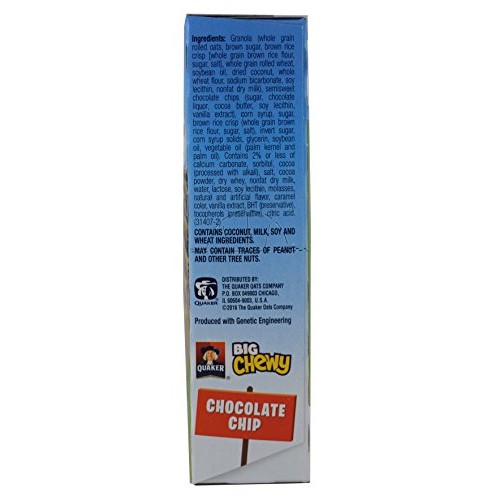 Ingredients: Granola (whole grain
rolled oats, brown sugar, brown rice
crisp [whole grain brown rice flour,
sugar, salt], whole grain rolled wheat,
soybean oil, dried coconut, whole
wheat flour, sodium bicarbonate, soy
lecithin, nonfat dry milk), semisweet
chocolate chips (sugar, chocolate
liquor, cocoa butter, soy lecithin,
vanilla extract), corn syrup, sugar,
brown rice crisp (whole grain brown
rice flour, sugar, salt), invert sugar,
corn syrup solids, glycerin, soybean
oil, vegetable oil (palm kernel and
palm oil). Contains 2% or less of
calcium carbonate, sorbitol, cocoa
(processed with alkali), salt, cocoa
powder, dry whey, nonfat dry milk,
water, lactose, soy lecithin, molasses,
natural and artificial flavor, caramel
color, vanilla extract, BHT (preservative),
tocopherols (preservative), citric acid.
(31407-2)
CONTAINS COCONUT, MILK, SOY AND
WHEAT INGREDIENTS.
MAY CONTAIN TRACES OF PEANUT
AND OTHER TREE NUTS.
QUAKER
DISTRIBUTED BY:
THE QUAKER OATS COMPANY
P.O. BOX 049003 CHICAGO,
IL 60604-9003, U.S.A.
©2016 The Quaker Oats Company
Produced with Genetic Engineering
QUAKER
BIG
CHEWY
CHOCOLATE
CHIP